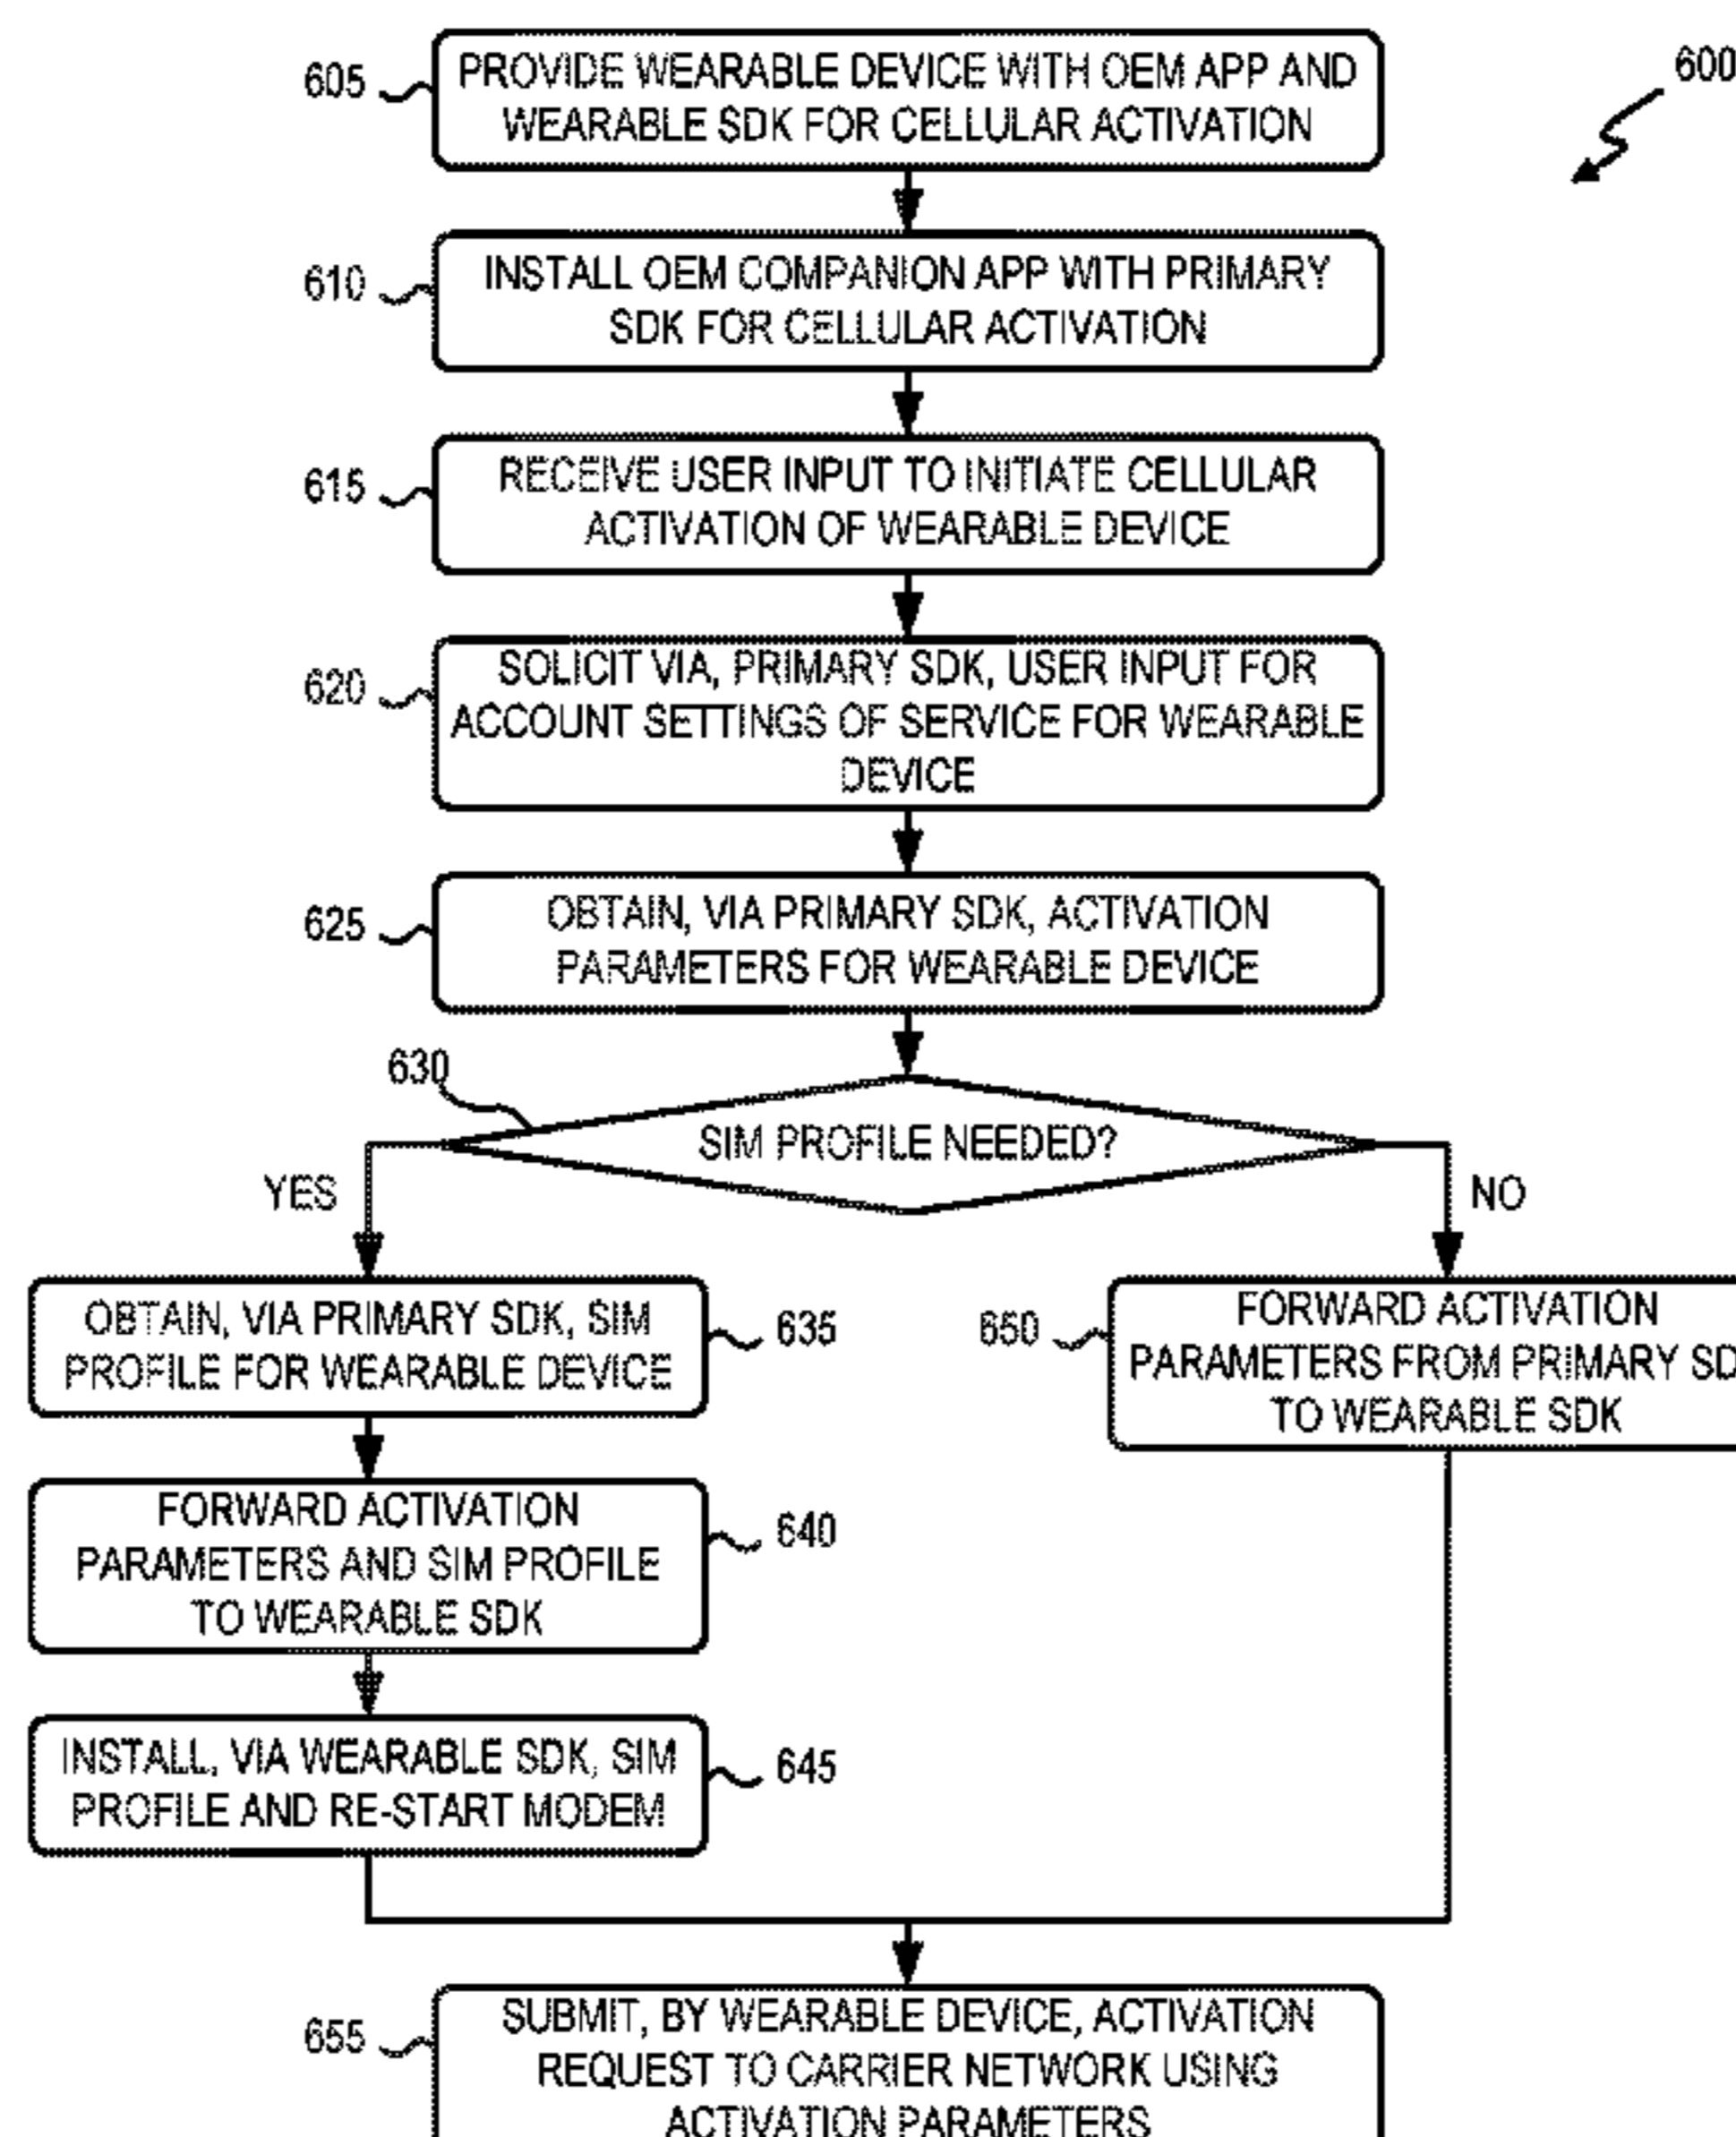 600
605
PROVIDE WEARABLE DEVICE WITH OEM APP AND
WEARABLE SDK FOR CELLULAR ACTIVATION
610
INSTALL OEM COMPANION APP WITH PRIMARY
SDK FOR CELLULAR ACTIVATION
615
RECEIVE USER INPUT TO INITIATE CELLULAR
ACTIVATION OF WEARABLE DEVICE
620
SOLICIT VIA, PRIMARY SDK, USER INPUT FOR
ACCOUNT SETTINGS OF SERVICE FOR WEARABLE
DEVICE
625
OBTAIN, VIA PRIMARY SDK, ACTIVATION
PARAMETERS FOR WEARABLE DEVICE
630
SIM PROFILE NEEDED?
YES
NO
OBTAIN, VIA PRIMARY SDK, SIM
PROFILE FOR WEARABLE DEVICE
635
650
FORWARD ACTIVATION
PARAMETERS FROM PRIMARY SD
TO WEARABLE SDK
FORWARD ACTIVATION
PARAMETERS AND SIM PROFILE
TO WEARABLE SDK
640
INSTALL, VIA WEARABLE SDK, SIM
PROFILE AND RE-START MODEM
645
655
SUBMIT, BY WEARABLE DEVICE, ACTIVATION
REQUEST TO CARRIER NETWORK USING
ACTIVATION PARAMETERS